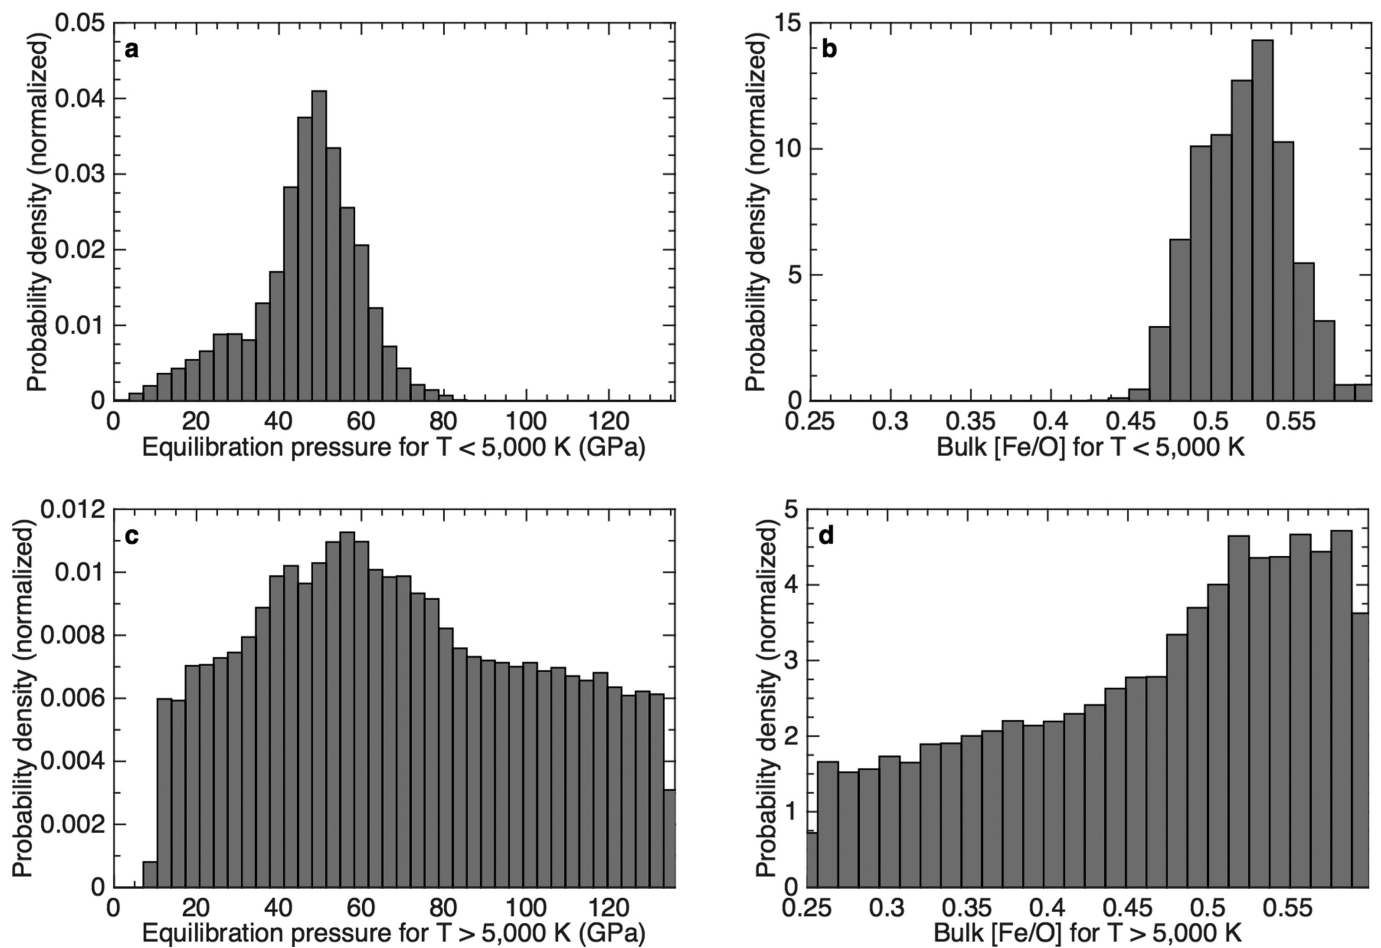 a
Probability density (normalized)
0.05
0.04
0.03
0.02
0.01
0
0 20 40 60 80 100 120
Equilibration pressure for T < 5,000 K (GPa)
b
Probability density (normalized)
15
10
5
0
0.25 0.3 0.35 0.4 0.45 0.5 0.55
Bulk [Fe/O] for T < 5,000 K
c
Probability density (normalized)
0.012
0.01
0.008
0.006
0.004
0.002
0
0 20 40 60 80 100 120
Equilibration pressure for T > 5,000 K (GPa)
d
Probability density (normalized)
5
4
3
2
1
0
0.25 0.3 0.35 0.4 0.45 0.5 0.55
Bulk [Fe/O] for T > 5,000 K